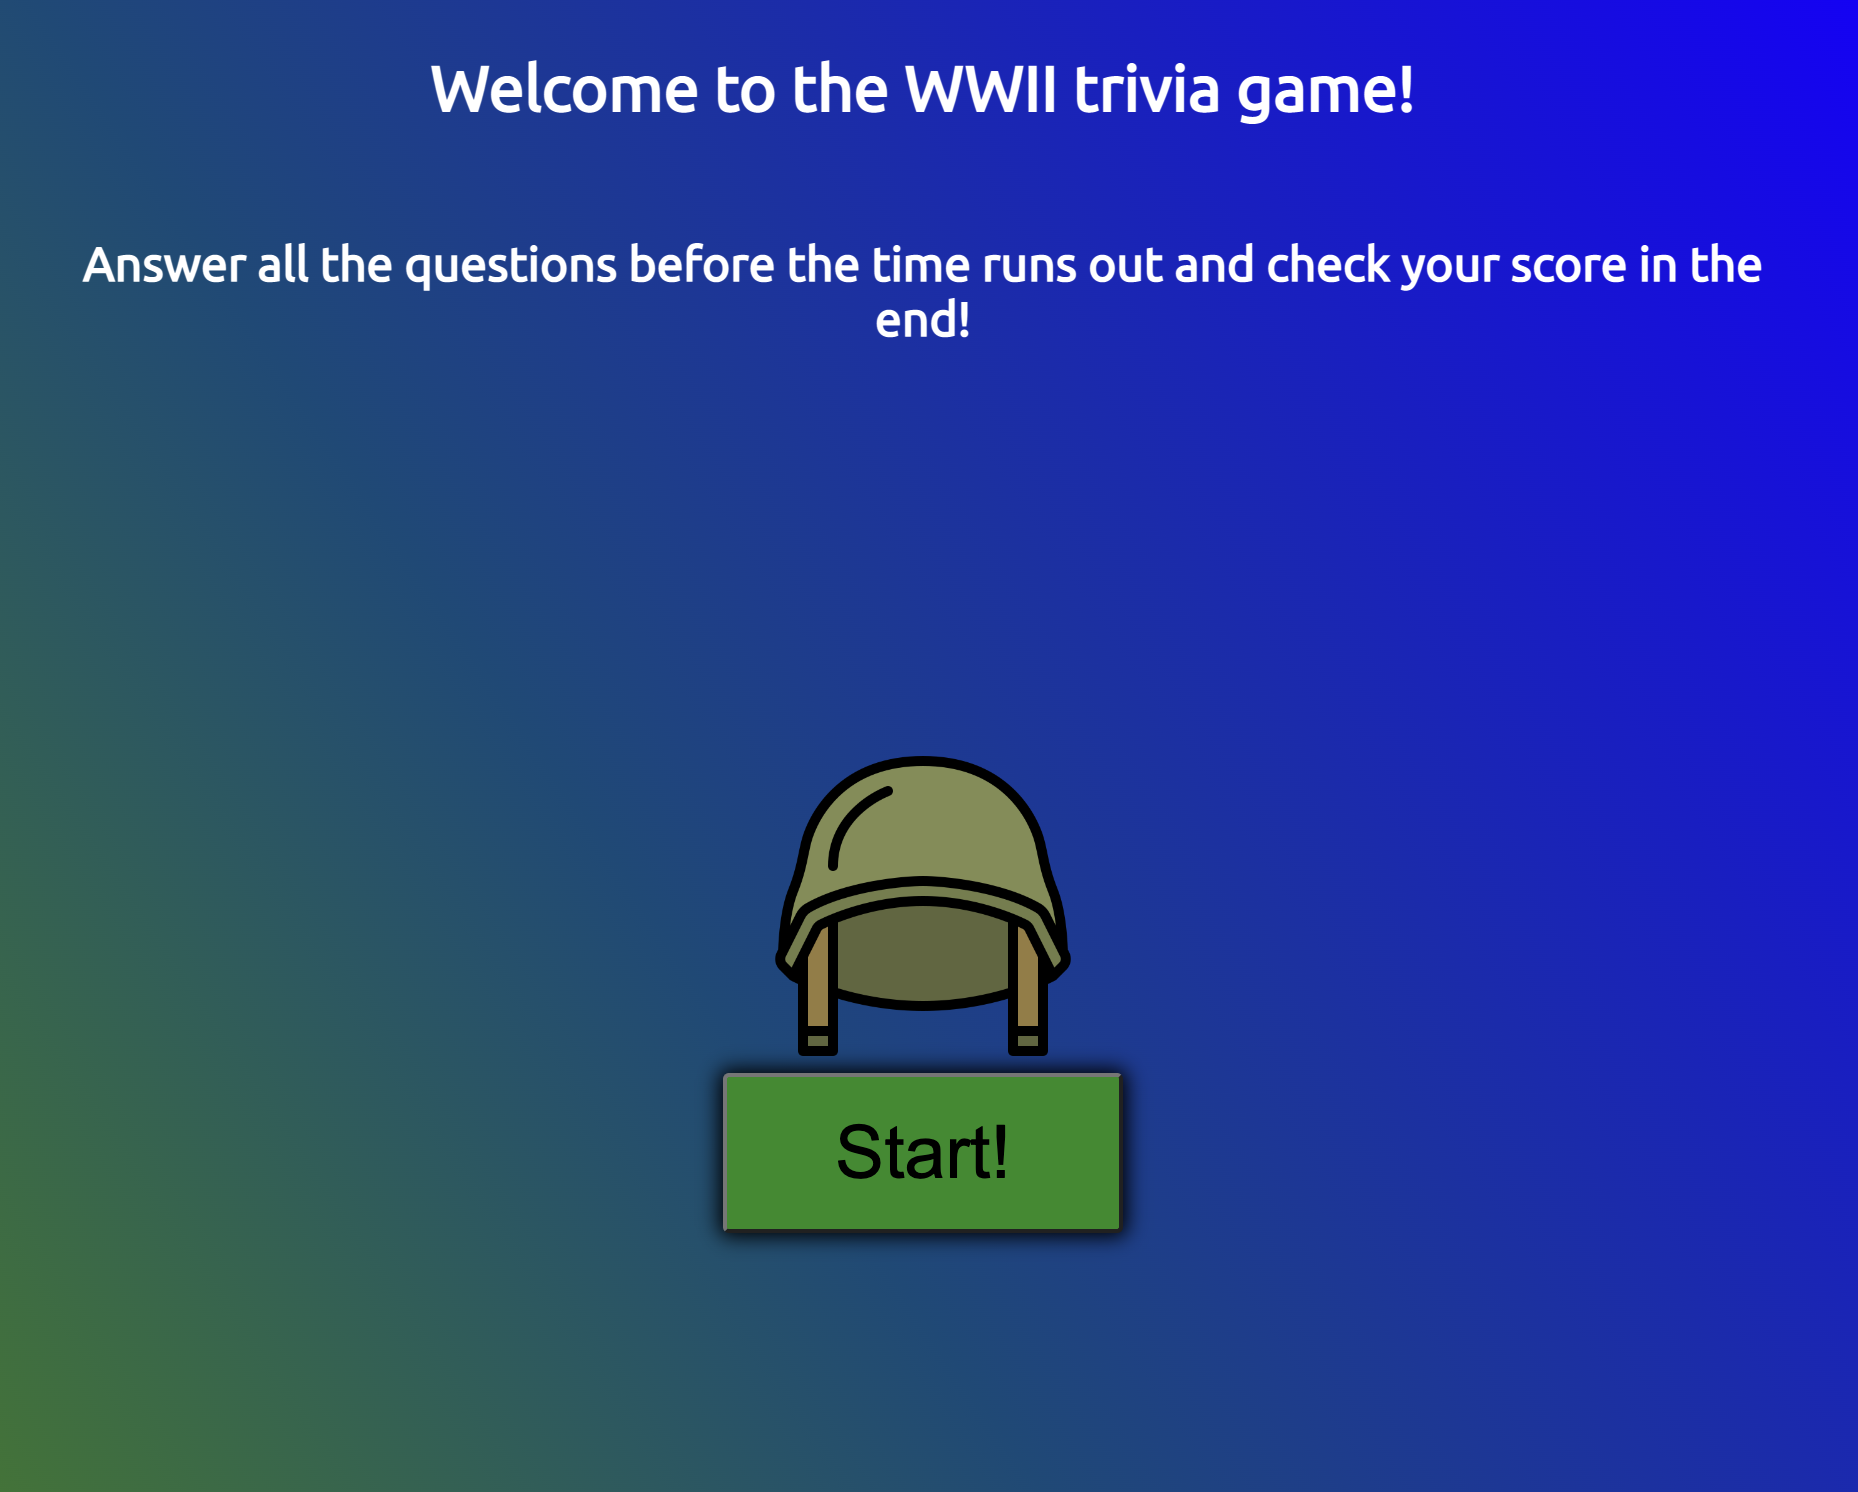 Welcome to the WWII trivia game!
Answer all the questions before the time runs out and check your score in the
end!
Start!